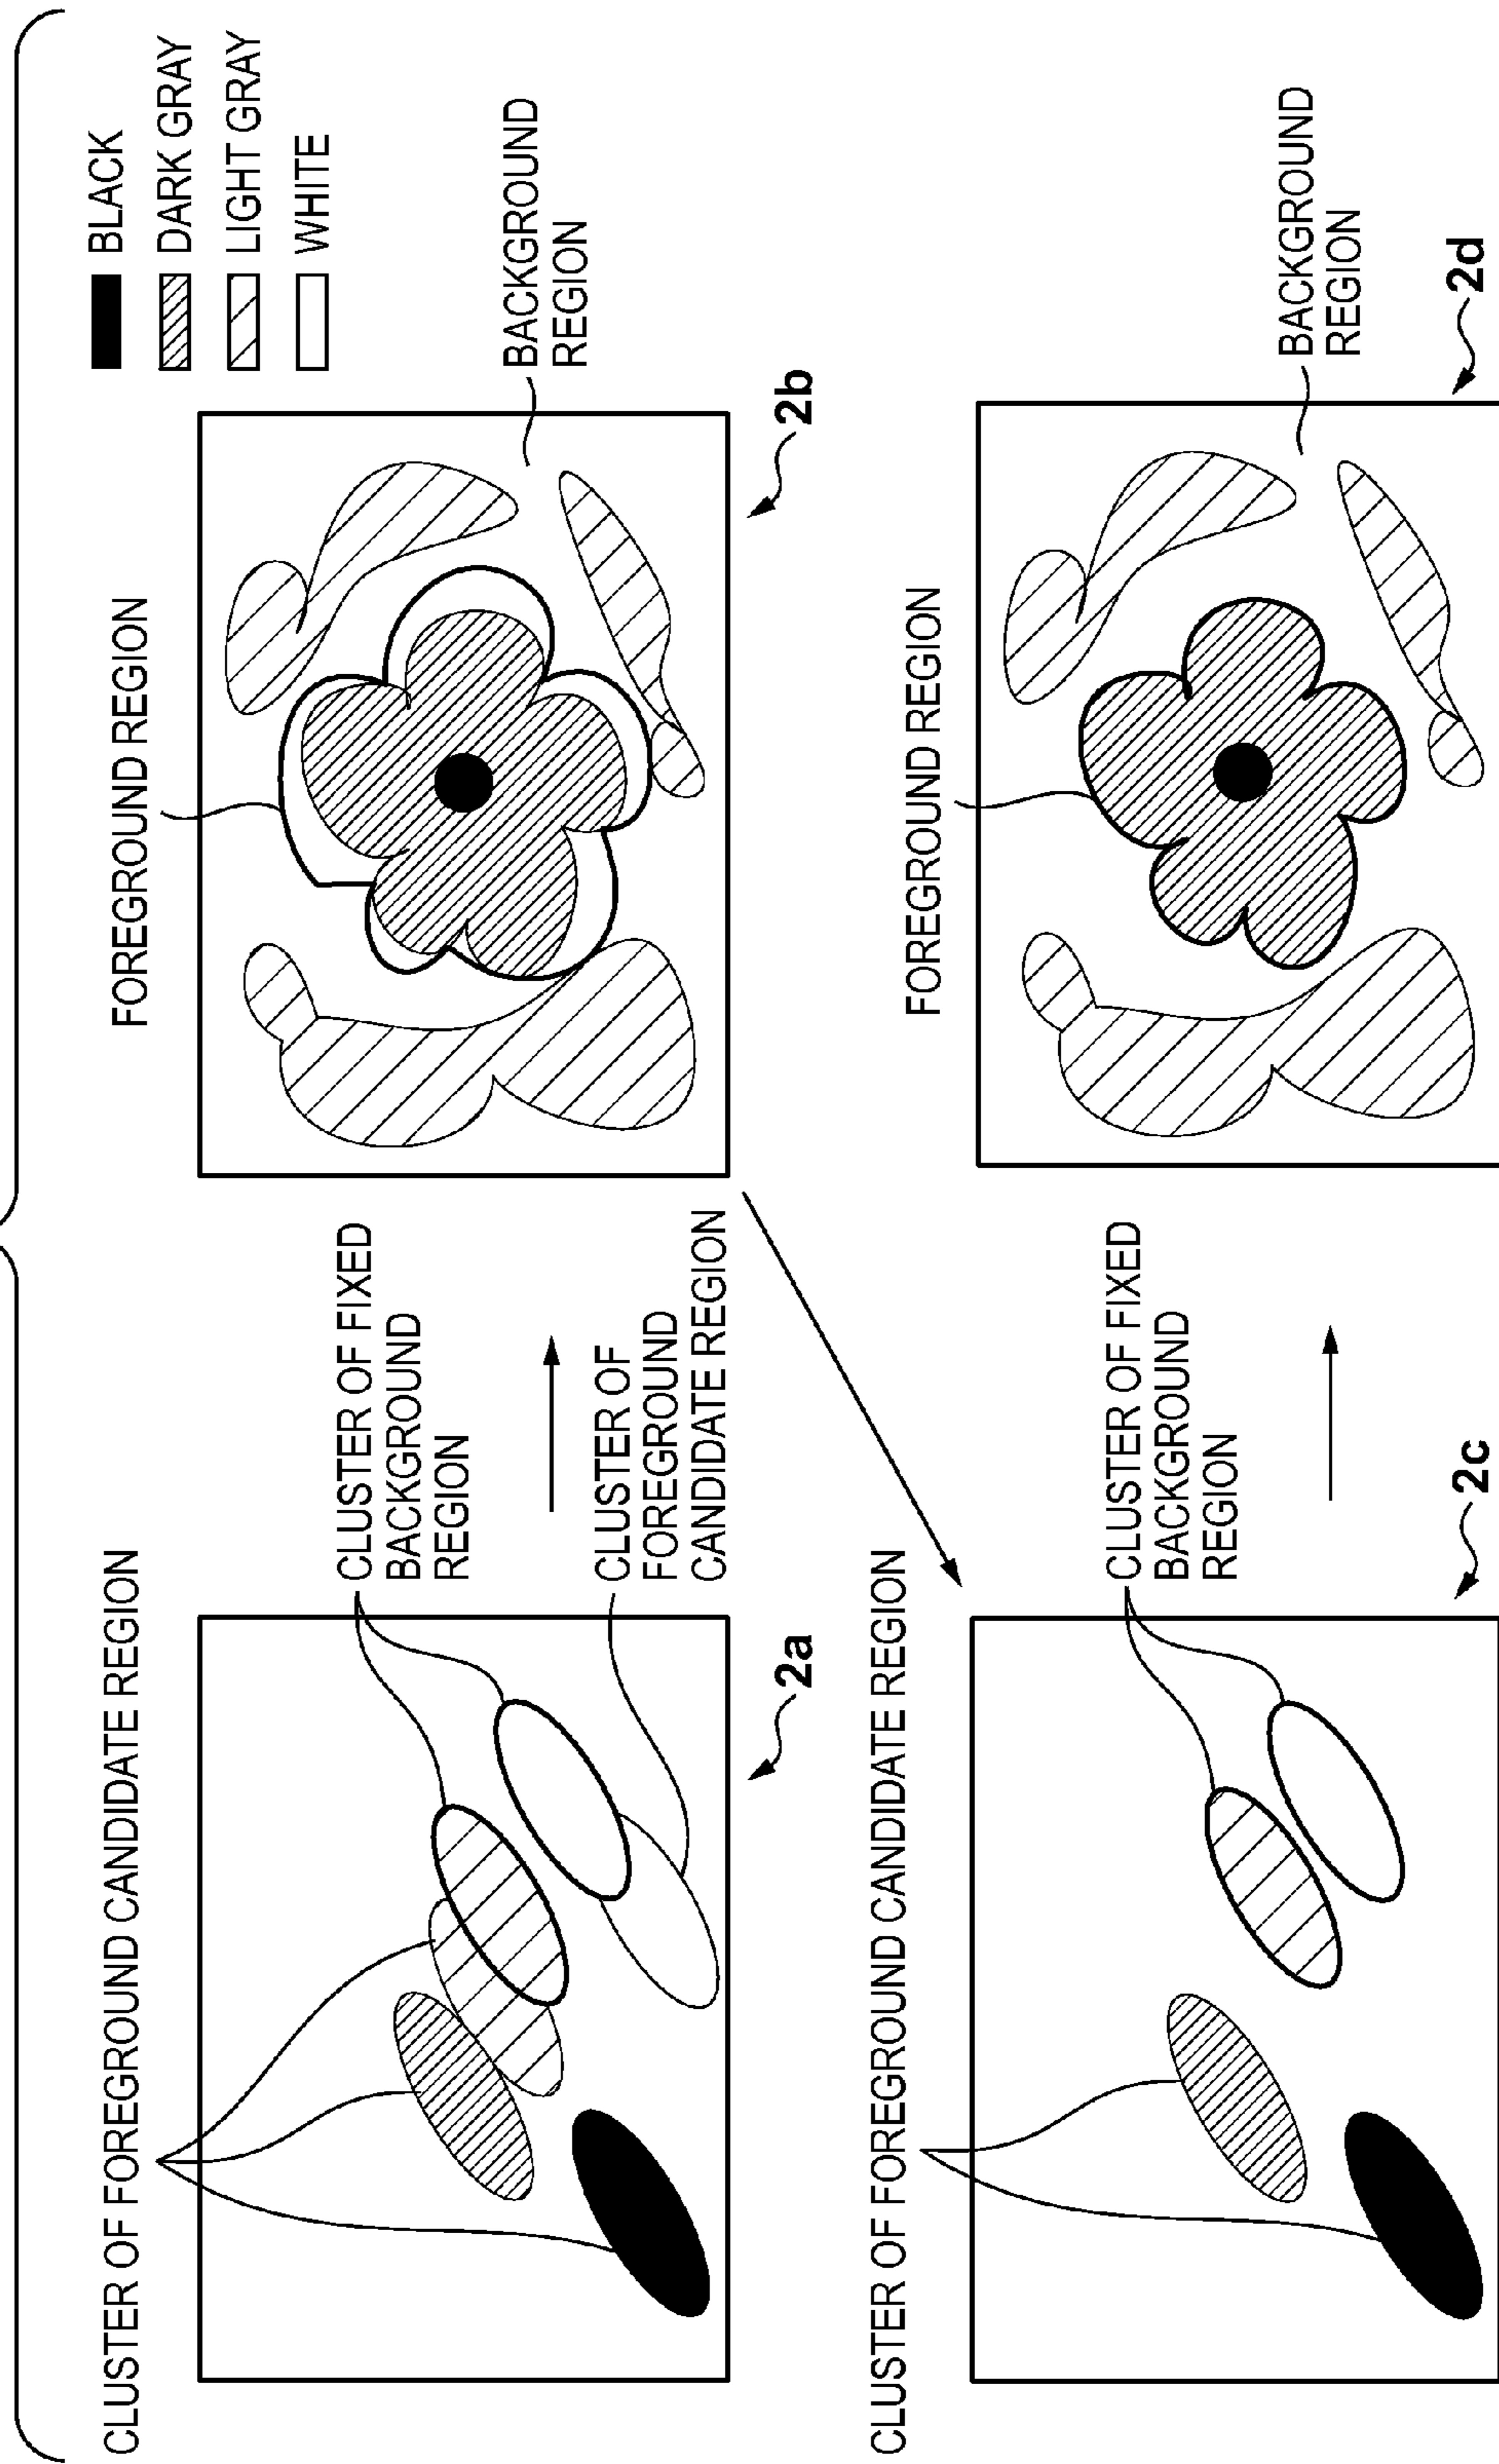 CLUSTER OF FOREGROUND CANDIDATE REGION
CLUSTER OF FIXED
BACKGROUND
REGION
CLUSTER OF
FOREGROUND
CANDIDATE REGION
2a
FOREGROUND REGION
BLACK
DARK GRAY
LIGHT GRAY
WHITE
BACKGROUND
REGION
2b
CLUSTER OF FOREGROUND CANDIDATE REGION
CLUSTER OF FIXED
BACKGROUND
REGION
2c
FOREGROUND REGION
BACKGROUND
REGION
2d